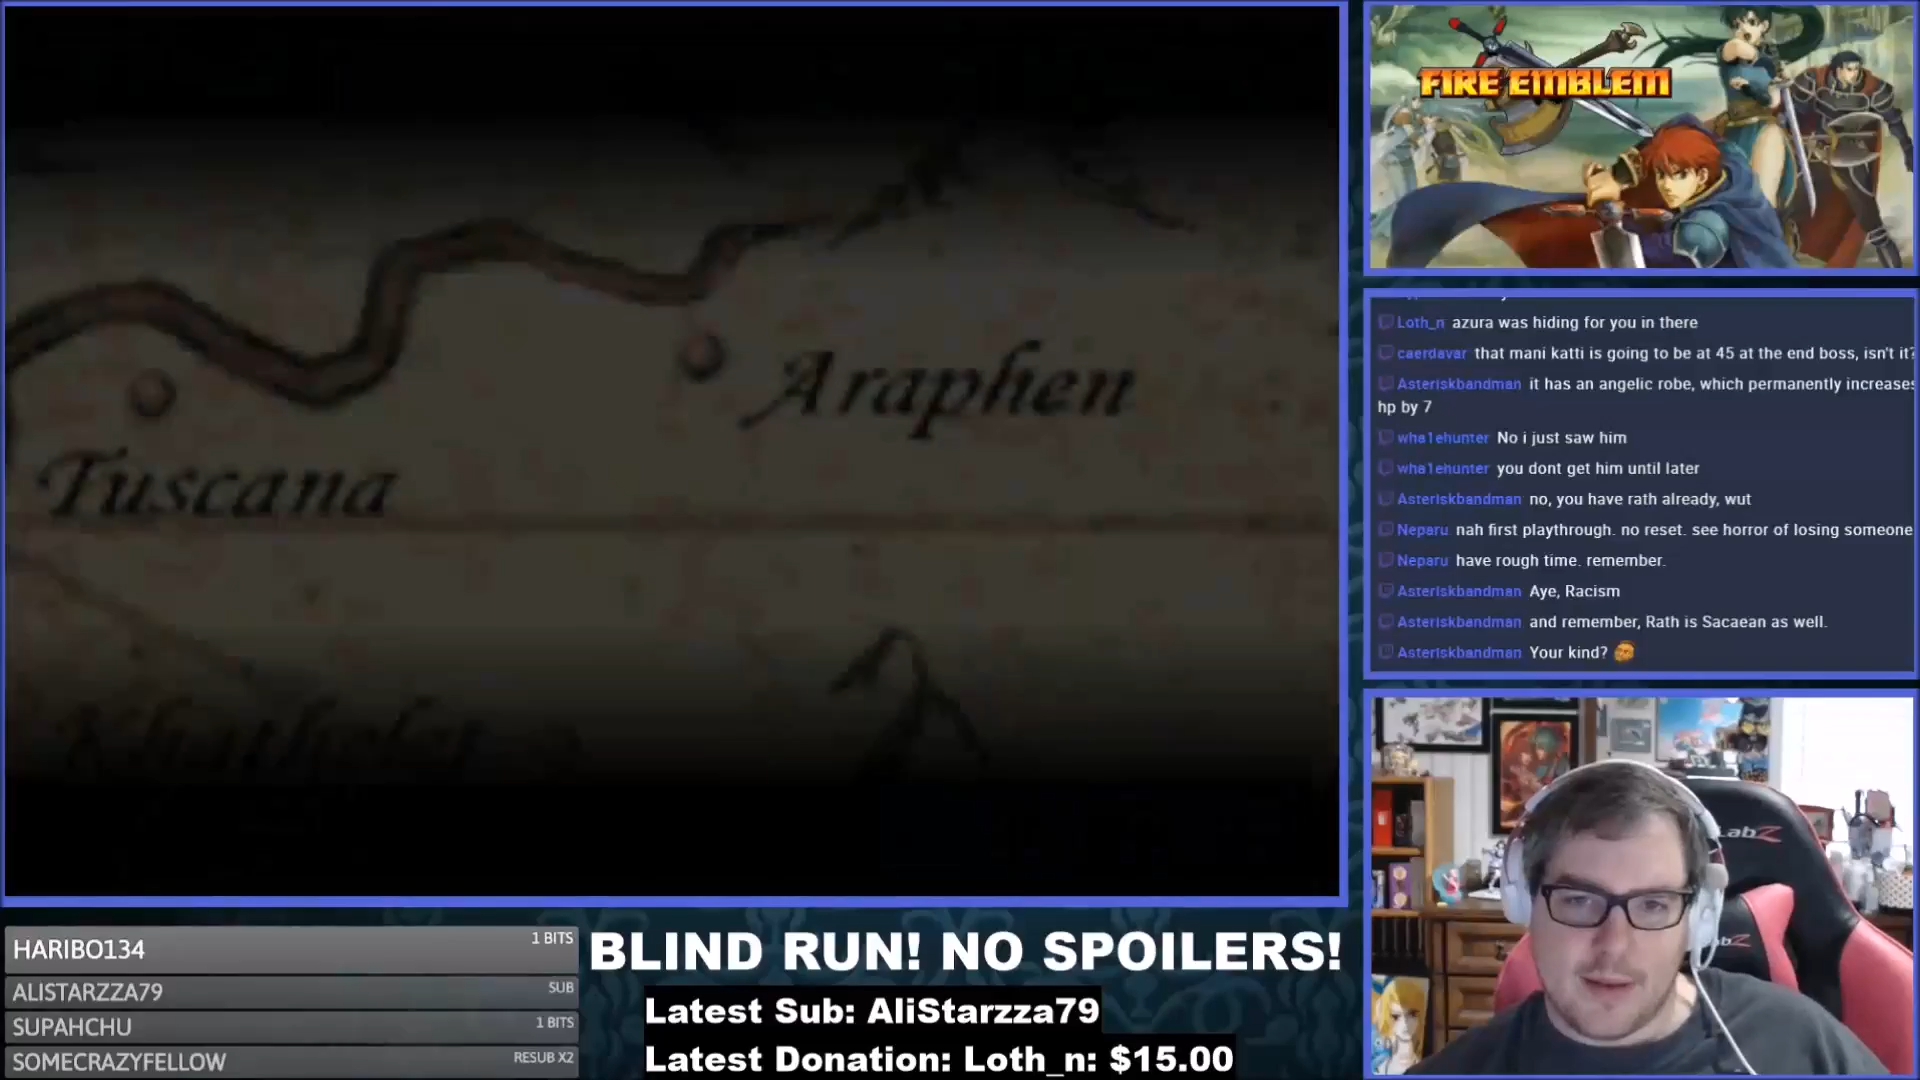 Araphen
Tuscana
Khathelet
FIRE EMBLEM
Loth_n azura was hiding for you in there
caerdavar that mani katti is going to be at 45 at the end boss, isn't it?
Asteriskbandman it has an angelic robe, which permanently increases
hp by 7
wha1ehunter No i just saw him
wha1ehunter you dont get him until later
Asteriskbandman no, you have rath already, wut
Neparu nah first playthrough. no reset. see horror of losing someone
Neparu have rough time. remember.
Asteriskbandman Aye, Racism
Asteriskbandman and remember, Rath is Sacaean as well.
Asteriskbandman Your kind?
LabZ
HARIBO134 1 BITS
ALISTARZZA79 SUB
SUPAHCHU 1 BITS
SOMECRAZYFELLOW RESUB X2
BLIND RUN! NO SPOILERS!
Latest Sub: AliStarzza79
Latest Donation: Loth_n: $15.00